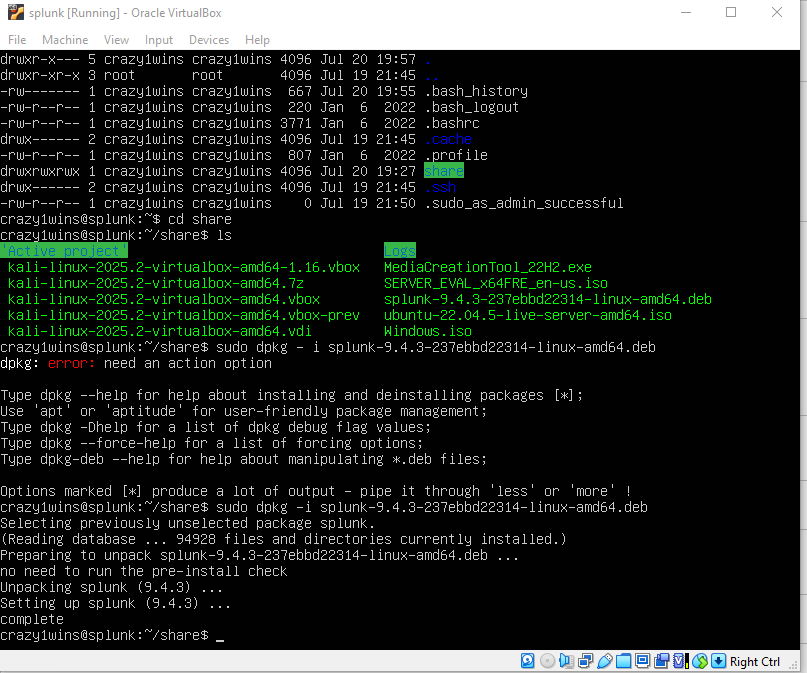 splunk [Running] - Oracle VirtualBox
File Machine View Input Devices Help
drwxr-x--- 5 crazy1wins crazy1wins 4096 Jul 20 19:57 .
drwxr-xr-x 3 root       root       4096 Jul 19 21:45 ..
-rw------- 1 crazy1wins crazy1wins  667 Jul 20 19:55 .bash_history
-rw-r--r-- 1 crazy1wins crazy1wins  220 Jan  6  2022 .bash_logout
-rw-r--r-- 1 crazy1wins crazy1wins 3771 Jan  6  2022 .bashrc
drwx------ 2 crazy1wins crazy1wins 4096 Jul 19 21:45 .cache
-rw-r--r-- 1 crazy1wins crazy1wins  807 Jan  6  2022 .profile
drwxrwxrwx 1 crazy1wins crazy1wins 4096 Jul 20 19:27 share
drwx------ 2 crazy1wins crazy1wins 4096 Jul 19 21:45 .ssh
-rw-r--r-- 1 crazy1wins crazy1wins    0 Jul 19 21:50 .sudo_as_admin_successful
crazy1wins@splunk:~$ cd share
crazy1wins@splunk:~/share$ ls
'Active project'                                Logs
 kali-linux-2025.2-virtualbox-amd64-1.16.vbox   MediaCreationTool_22H2.exe
 kali-linux-2025.2-virtualbox-amd64.7z          SERVER_EVAL_x64FRE_en-us.iso
 kali-linux-2025.2-virtualbox-amd64.vbox        splunk-9.4.3-237ebbd22314-linux-amd64.deb
 kali-linux-2025.2-virtualbox-amd64.vbox-prev   ubuntu-22.04.5-live-server-amd64.iso
 kali-linux-2025.2-virtualbox-amd64.vdi         Windows.iso
crazy1wins@splunk:~/share$ sudo dpkg - i splunk-9.4.3-237ebbd22314-linux-amd64.deb
dpkg: error: need an action option
Type dpkg --help for help about installing and deinstalling packages [*];
Use 'apt' or 'aptitude' for user-friendly package management;
Type dpkg -Dhelp for a list of dpkg debug flag values;
Type dpkg --force-help for a list of forcing options;
Type dpkg-deb --help for help about manipulating *.deb files;
Options marked [*] produce a lot of output - pipe it through 'less' or 'more' !
crazy1wins@splunk:~/share$ sudo dpkg -i splunk-9.4.3-237ebbd22314-linux-amd64.deb
Selecting previously unselected package splunk.
(Reading database ... 94928 files and directories currently installed.)
Preparing to unpack splunk-9.4.3-237ebbd22314-linux-amd64.deb ...
no need to run the pre-install check
Unpacking splunk (9.4.3) ...
Setting up splunk (9.4.3) ...
complete
crazy1wins@splunk:~/share$ _
Right Ctrl